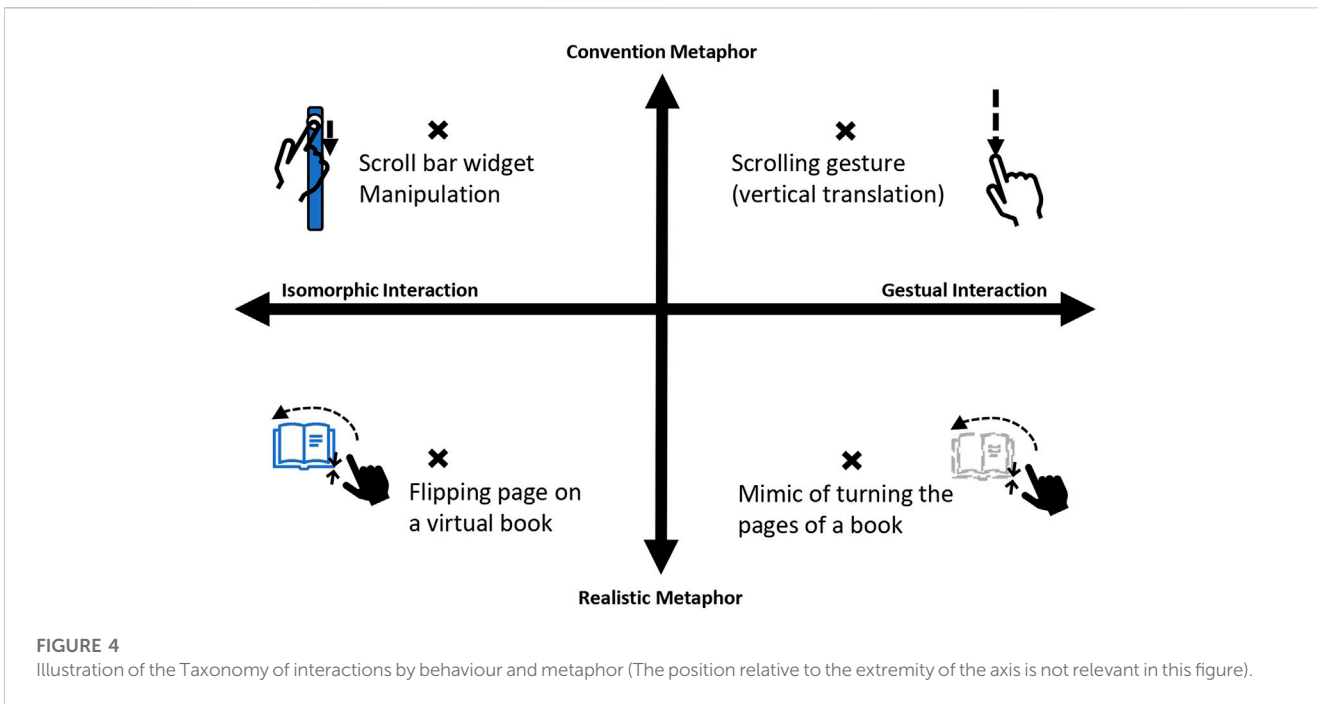 Convention Metaphor
Scroll bar widget
Manipulation
Scrolling gesture
(vertical translation)
Isomorphic Interaction
Gestual Interaction
Flipping page on
a virtual book
Mimic of turning the
pages of a book
Realistic Metaphor
FIGURE 4
Illustration of the Taxonomy of interactions by behaviour and metaphor (The position relative to the extremity of the axis is not relevant in this figure).